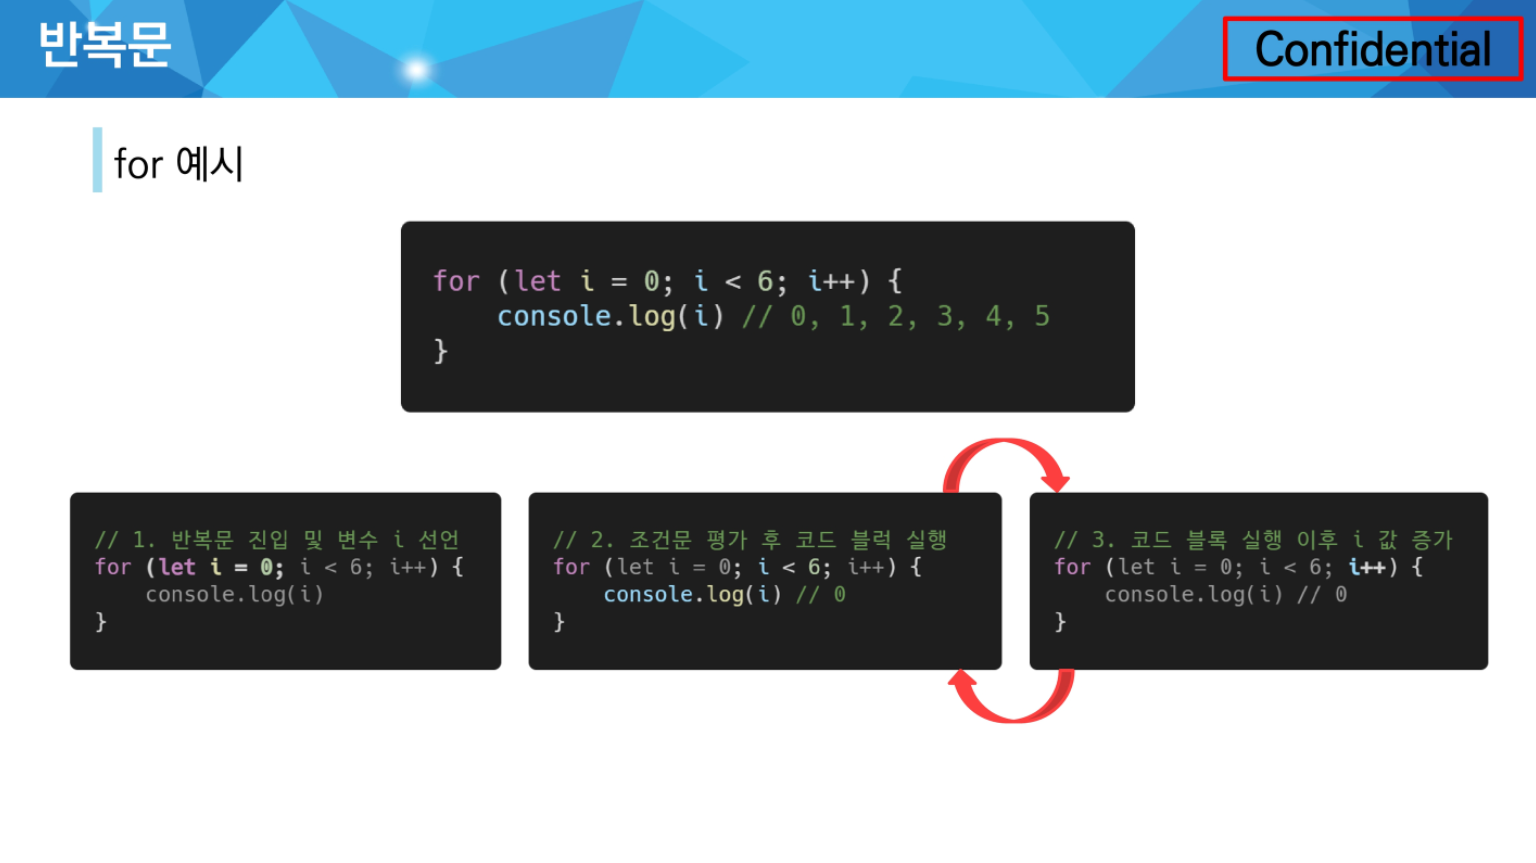 반복문
Confidential
for 예시
for (let i = 0; i < 6; i++) {
    console.log(i) // 0, 1, 2, 3, 4, 5
}
// 1. 반복문 진입 및 변수 i 선언
for (let i = 0; i < 6; i++) {
    console.log(i)
}
// 2. 조건문 평가 후 코드 블럭 실행
for (let i = 0; i < 6; i++) {
    console.log(i) // 0
}
// 3. 코드 블록 실행 이후 i 값 증가
for (let i = 0; i < 6; i++) {
    console.log(i) // 0
}